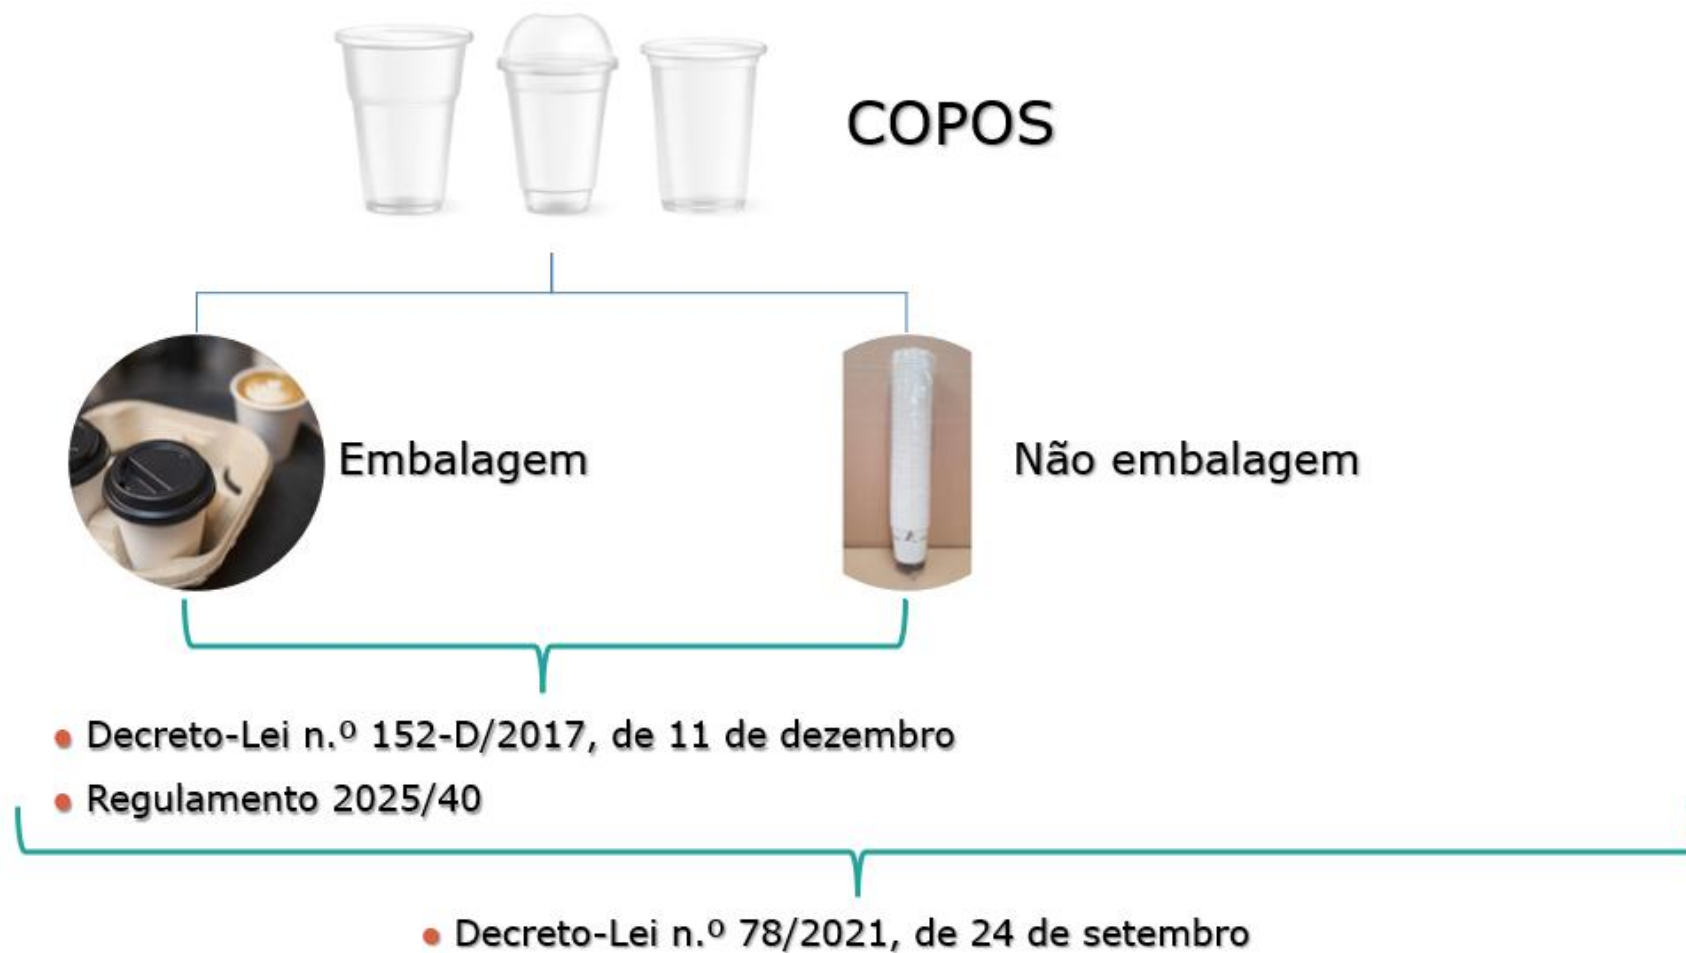 COPOS
Embalagem
Não embalagem
• Decreto-Lei n.º 152-D/2017, de 11 de dezembro
• Regulamento 2025/40
• Decreto-Lei n.º 78/2021, de 24 de setembro